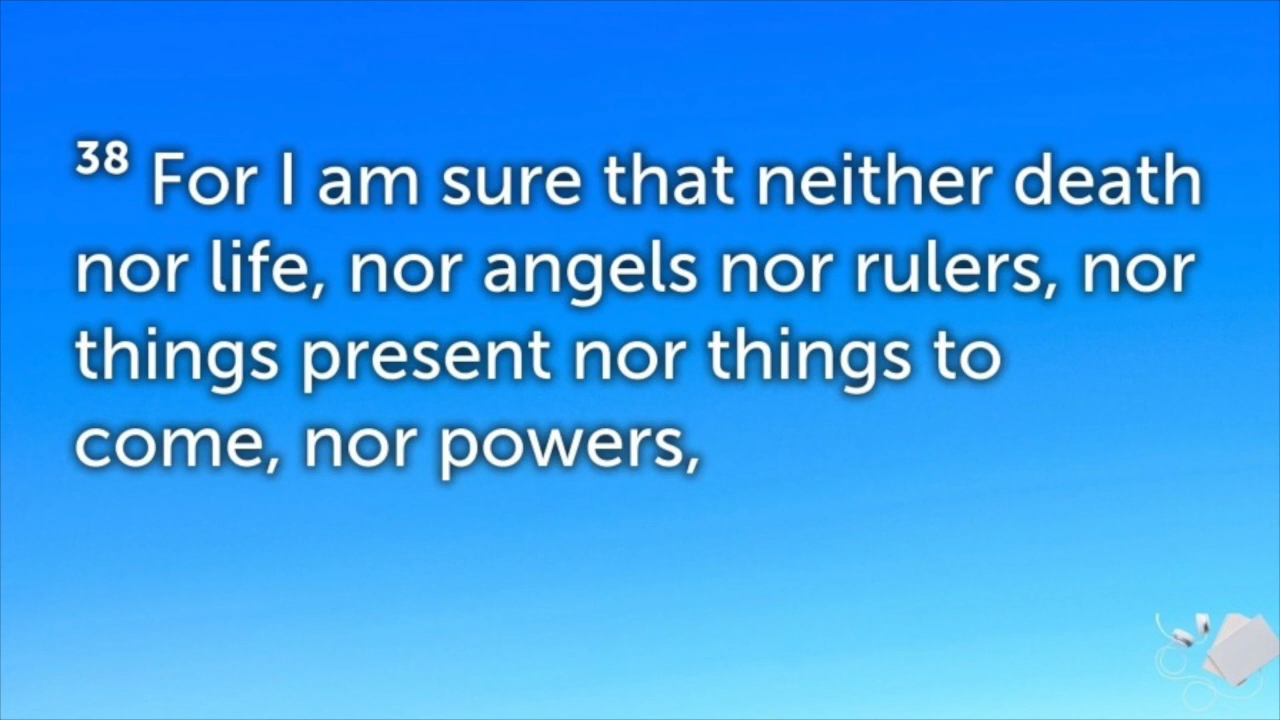 38 For I am sure that neither death
nor life, nor angels nor rulers, nor
things present nor things to
come, nor powers,